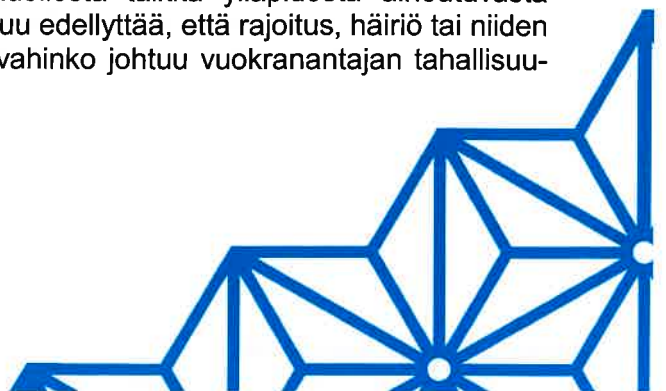 uu edellyttää, että rajoitus, häiriö tai niiden
vahinko johtuu vuokranantajan tahallisuu-